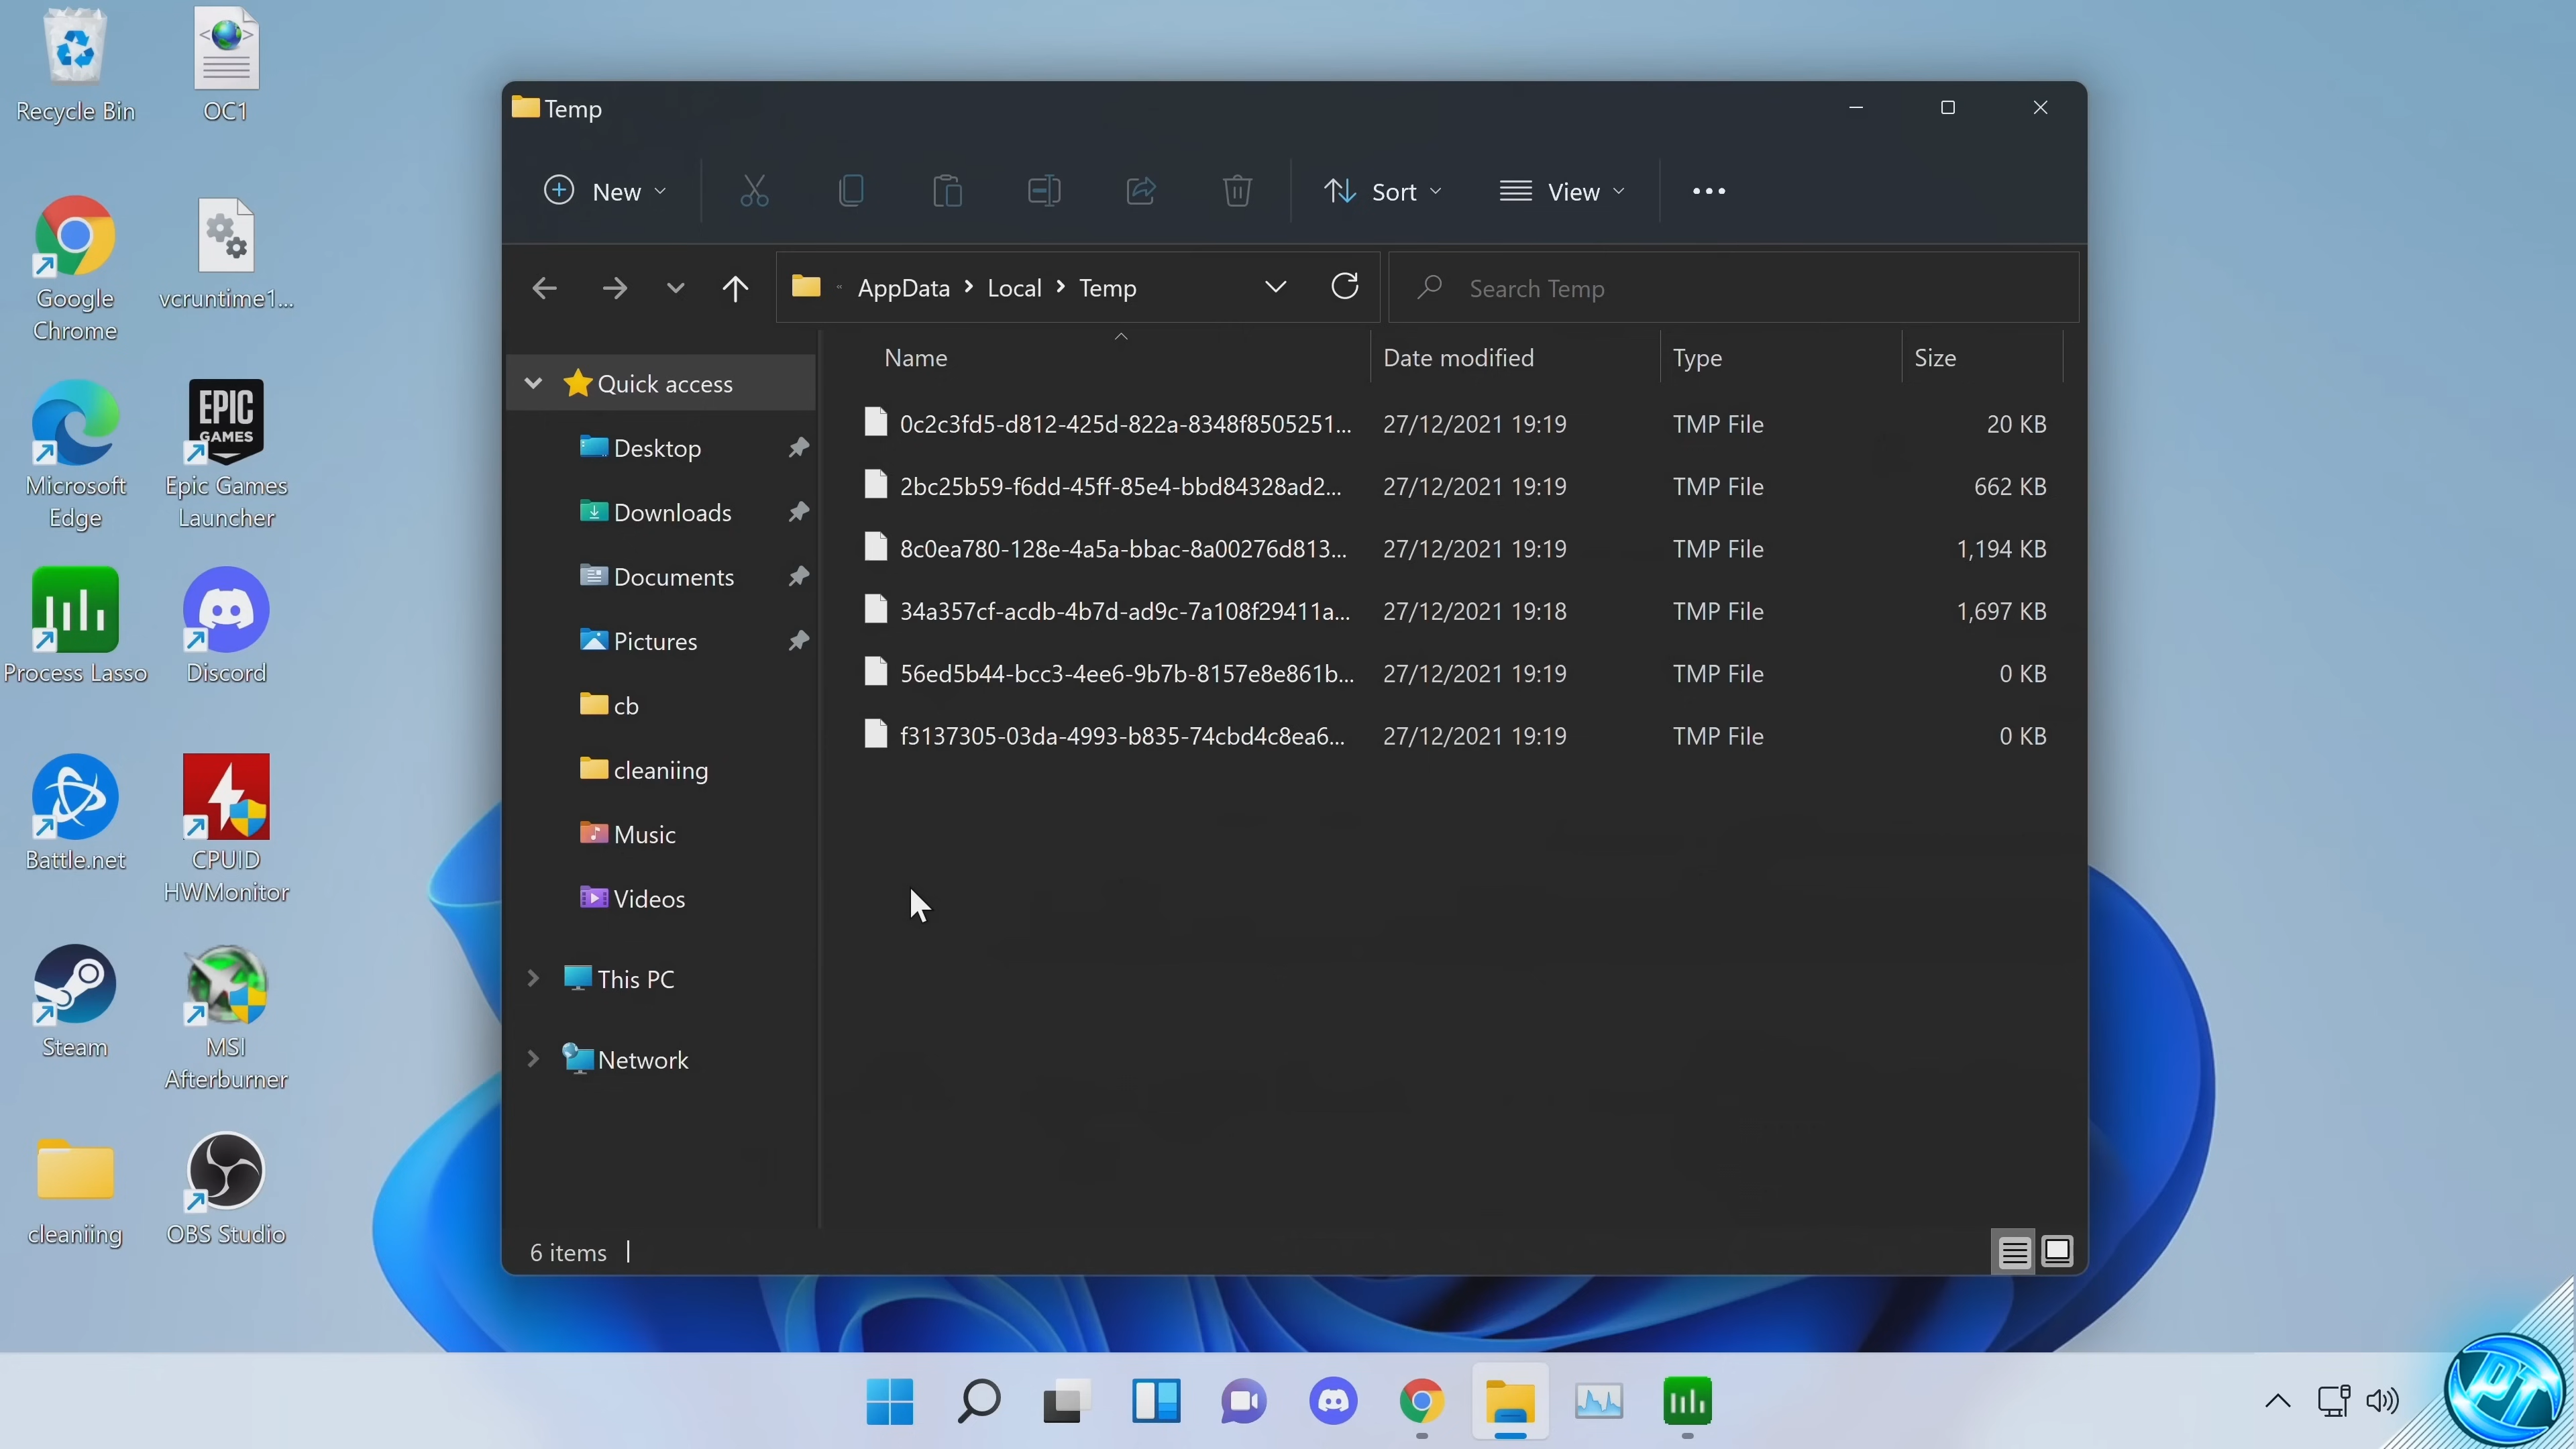 Recycle Bin
OC1
Google
Chrome
vcruntime1...
Microsoft
Edge
EPIC
GAMES
Epic Games
Launcher
Process Lasso
Discord
Battle.net
CPUID
HWMonitor
Steam
MSI
Afterburner
cleaniing
OBS Studio
Temp
New
Sort
View
AppData
Local
Temp
Search Temp
Quick access
Desktop
Downloads
Documents
Pictures
cb
cleaniing
Music
Videos
This PC
Network
Name Date modified Type Size
0c2c3fd5-d812-425d-822a-8348f8505251... 27/12/2021 19:19 TMP File 20 KB
2bc25b59-f6dd-45ff-85e4-bbd84328ad2... 27/12/2021 19:19 TMP File 662 KB
8c0ea780-128e-4a5a-bbac-8a00276d813... 27/12/2021 19:19 TMP File 1,194 KB
34a357cf-acdb-4b7d-ad9c-7a108f29411a... 27/12/2021 19:18 TMP File 1,697 KB
56ed5b44-bcc3-4ee6-9b7b-8157e8e861b... 27/12/2021 19:19 TMP File 0 KB
f3137305-03da-4993-b835-74cbd4c8ea6... 27/12/2021 19:19 TMP File 0 KB
6 items
PT